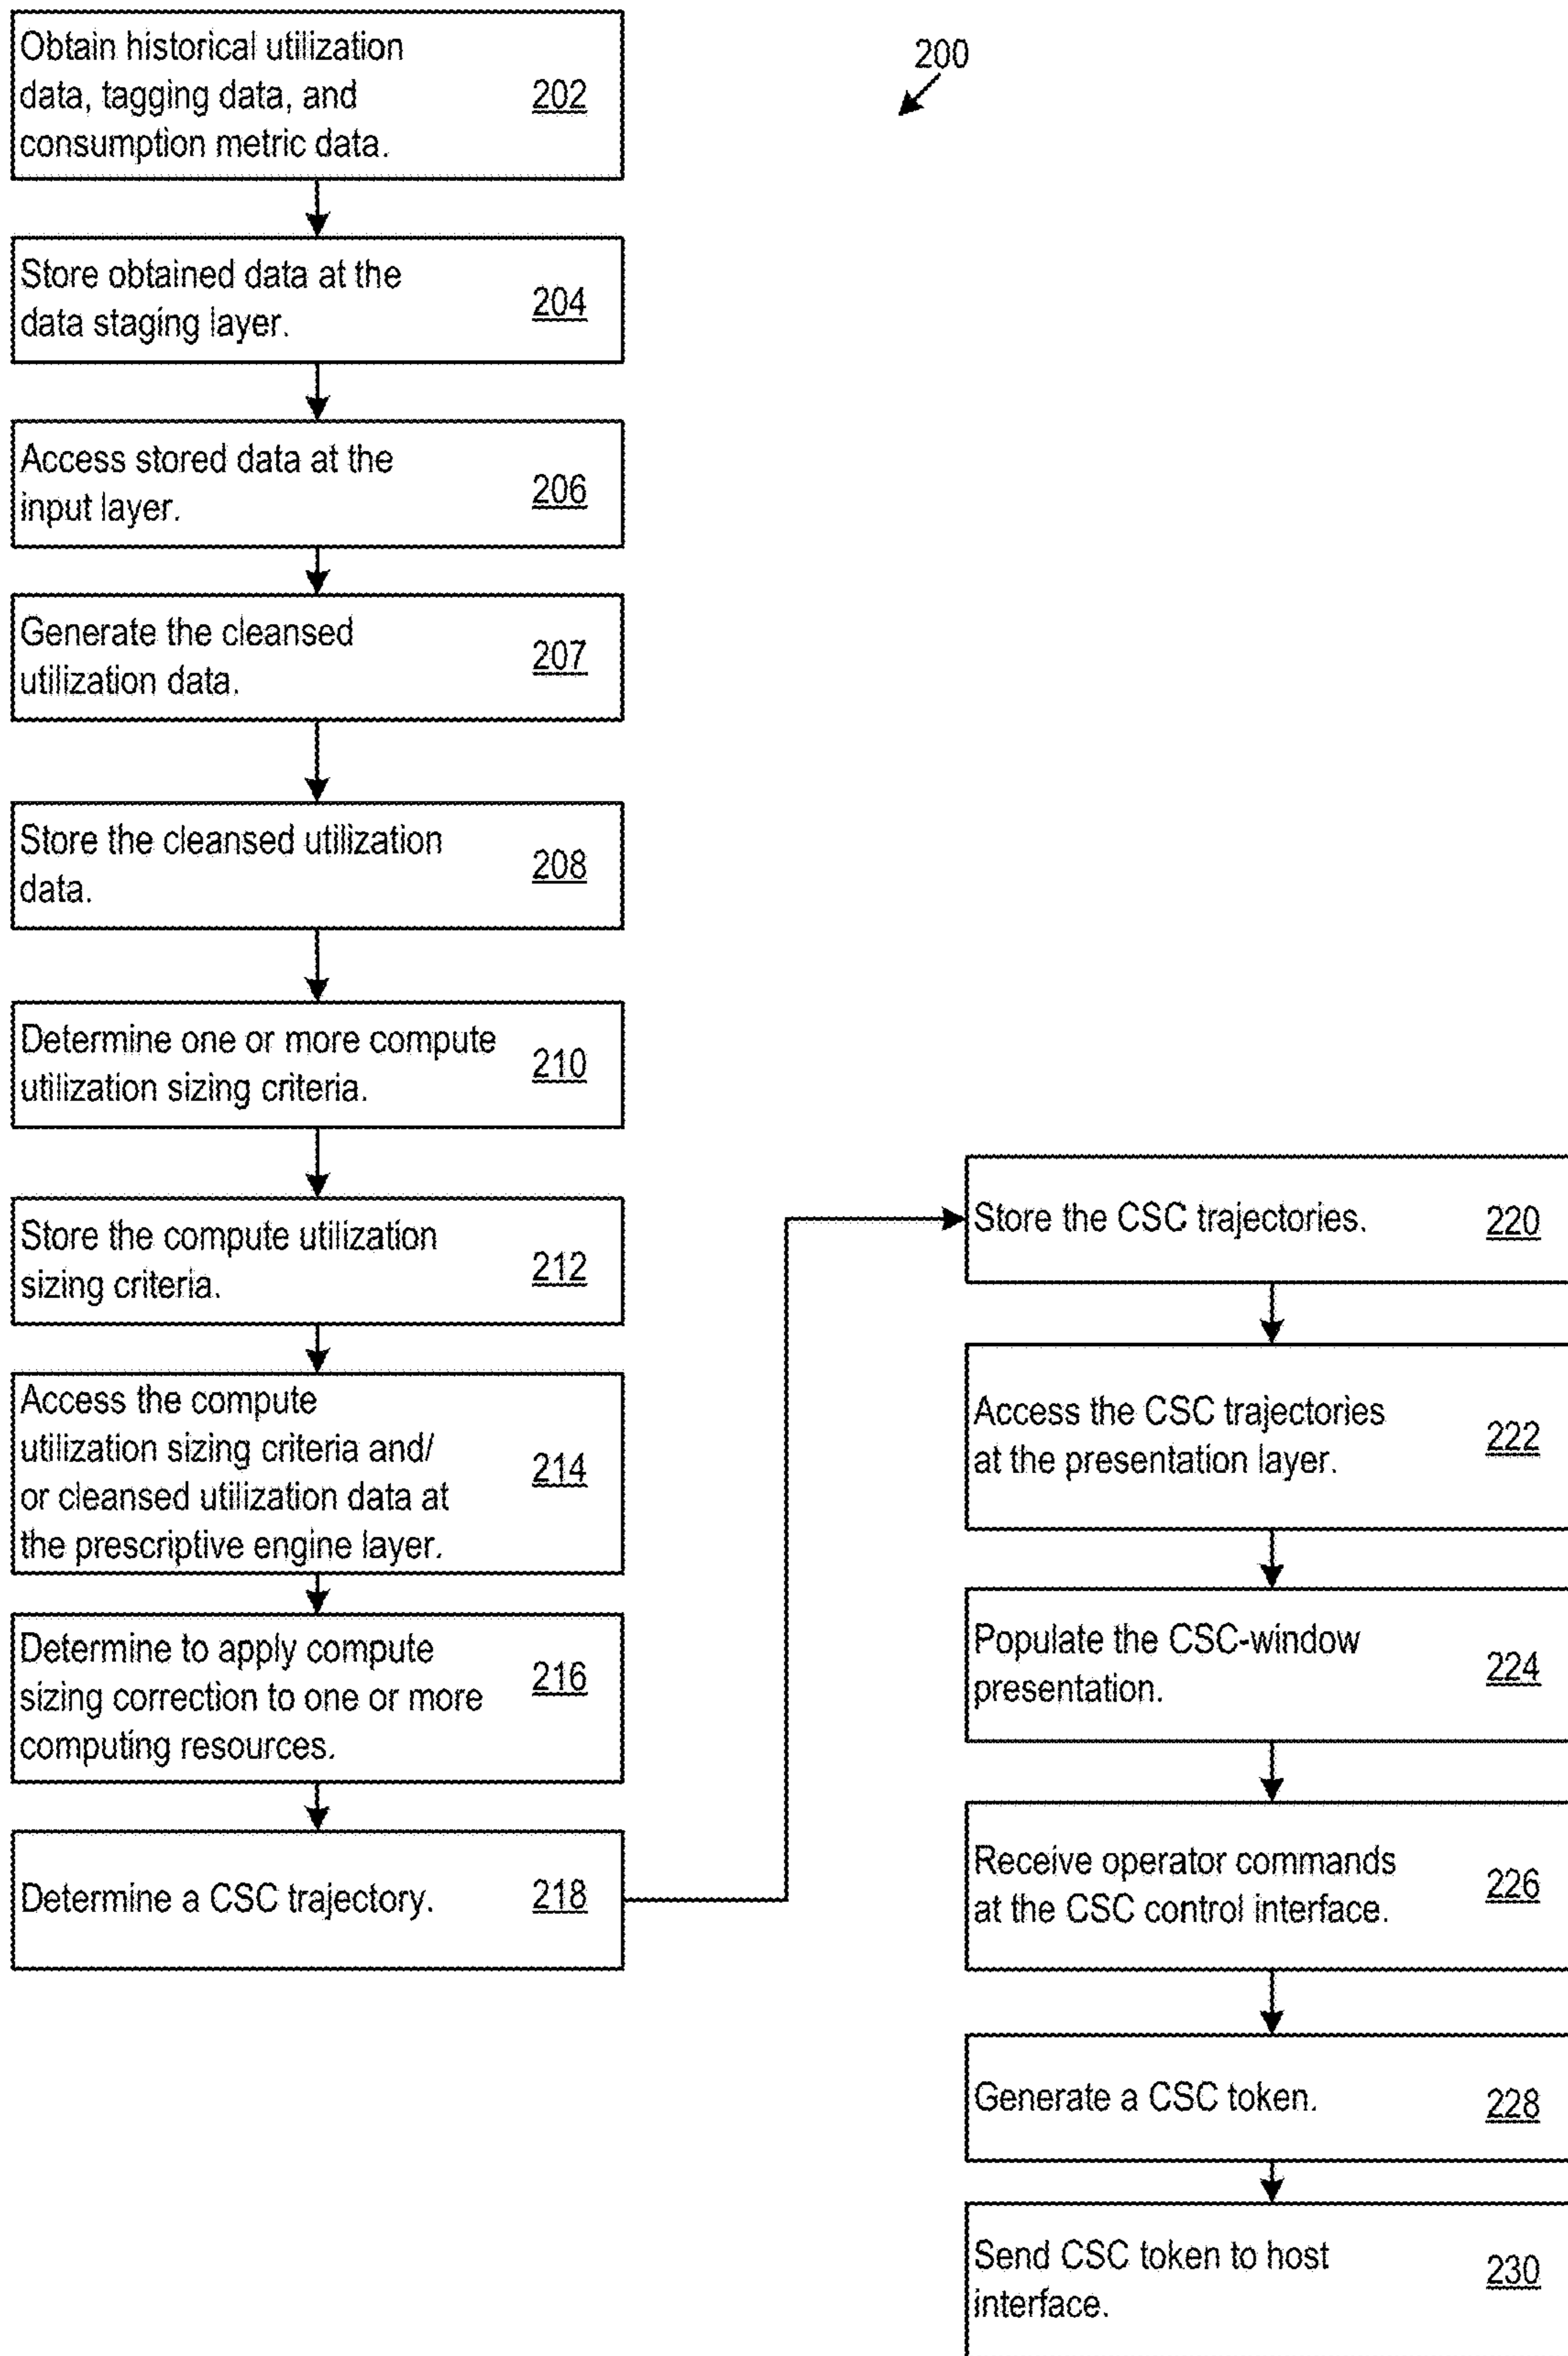 Obtain historical utilization
data, tagging data, and
consumption metric data.
202
200
Store obtained data at the
data staging layer.
204
Access stored data at the
input layer.
206
Generate the cleansed
utilization data.
207
Store the cleansed utilization
data.
208
Determine one or more compute
utilization sizing criteria.
210
Store the compute utilization
sizing criteria.
212
Access the compute
utilization sizing criteria and/
or cleansed utilization data at
the prescriptive engine layer.
214
Determine to apply compute
sizing correction to one or more
computing resources.
216
Determine a CSC trajectory.
218
Store the CSC trajectories.
220
Access the CSC trajectories
at the presentation layer.
222
Populate the CSC-window
presentation.
224
Receive operator commands
at the CSC control interface.
226
Generate a CSC token.
228
Send CSC token to host
interface.
230